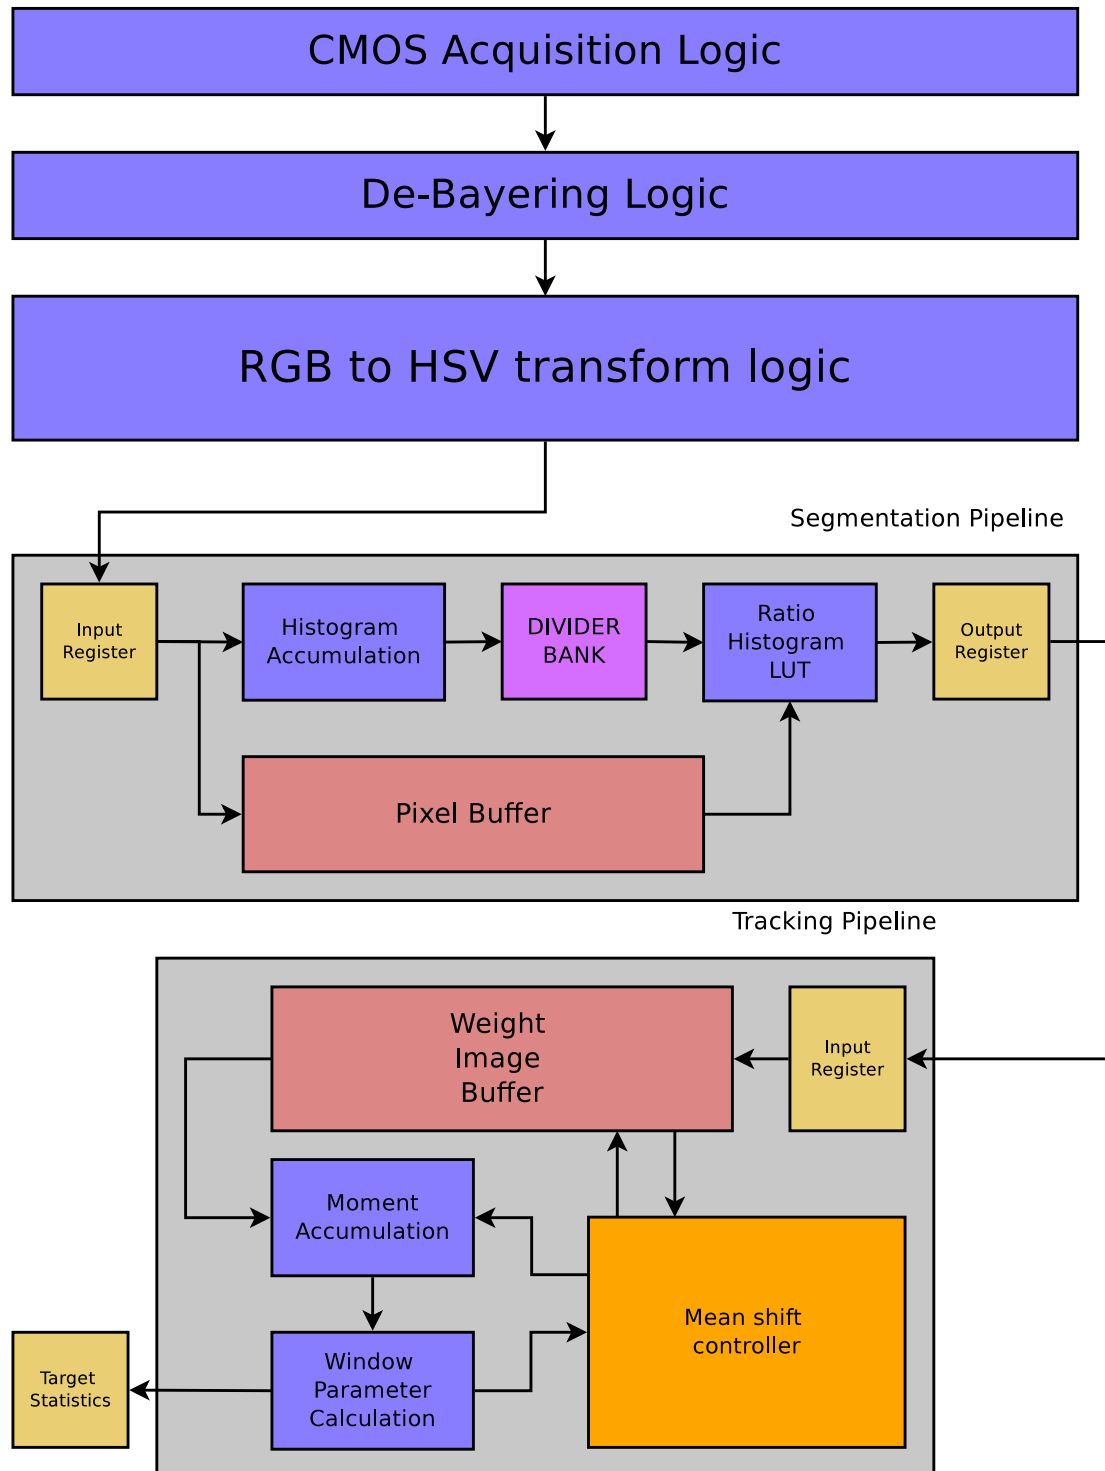 CMOS Acquisition Logic
De-Bayering Logic
RGB to HSV transform logic
Segmentation Pipeline
Input
Register
Histogram
Accumulation
DIVIDER
BANK
Ratio
Histogram
LUT
Output
Register
Pixel Buffer
Tracking Pipeline
Weight
Image
Buffer
Input
Register
Moment
Accumulation
Mean shift
controller
Window
Parameter
Calculation
Target
Statistics